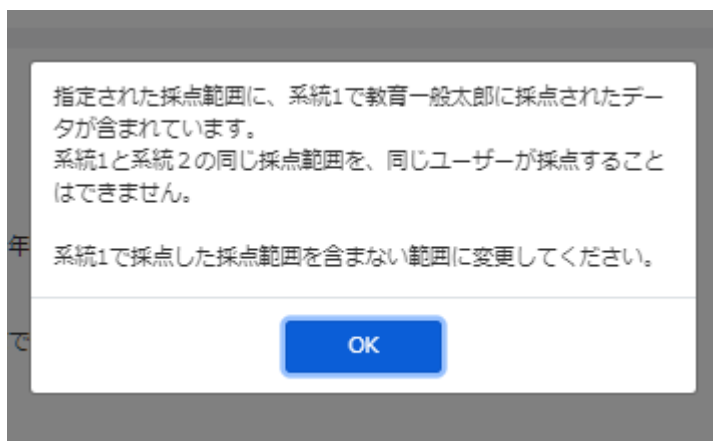 指定された採点範囲に、系統1で教育一般太郎に採点されたデー
タが含まれています。
系統1と系統２の同じ採点範囲を、同じユーザーが採点すること
はできません。
年
系統1で採点した採点範囲を含まない範囲に変更してください。
で
OK